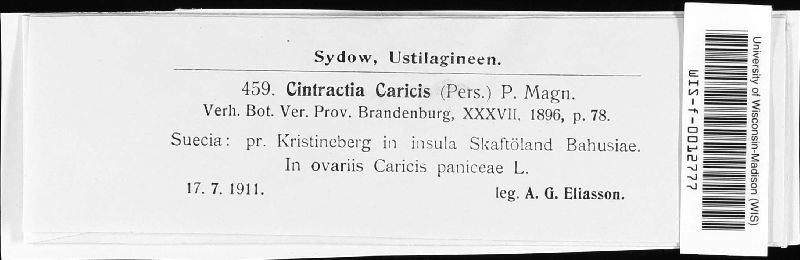 Sydow, Ustilagineen.
459. Cintractia Caricis (Pers.) P. Magn.
Verh. Bot. Ver. Prov. Brandenburg, XXXVII, 1896, p. 78.
Suecia: pr. Kristineberg in insula Skaftöland Bahusiae.
In ovariis Caricis paniceae L.
17. 7. 1911. leg. A. G. Eliasson.
University of Wisconsin-Madison (WIS)
WIS-f-0012777